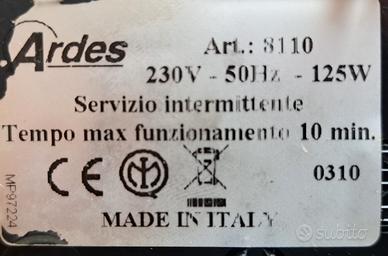 Ardes
Art.: 8110
230V - 50Hz - 125W
Servizio intermittente
Tempo max funzionamento 10 min.
CE
0310
MADE IN ITALY
MP97224
subito